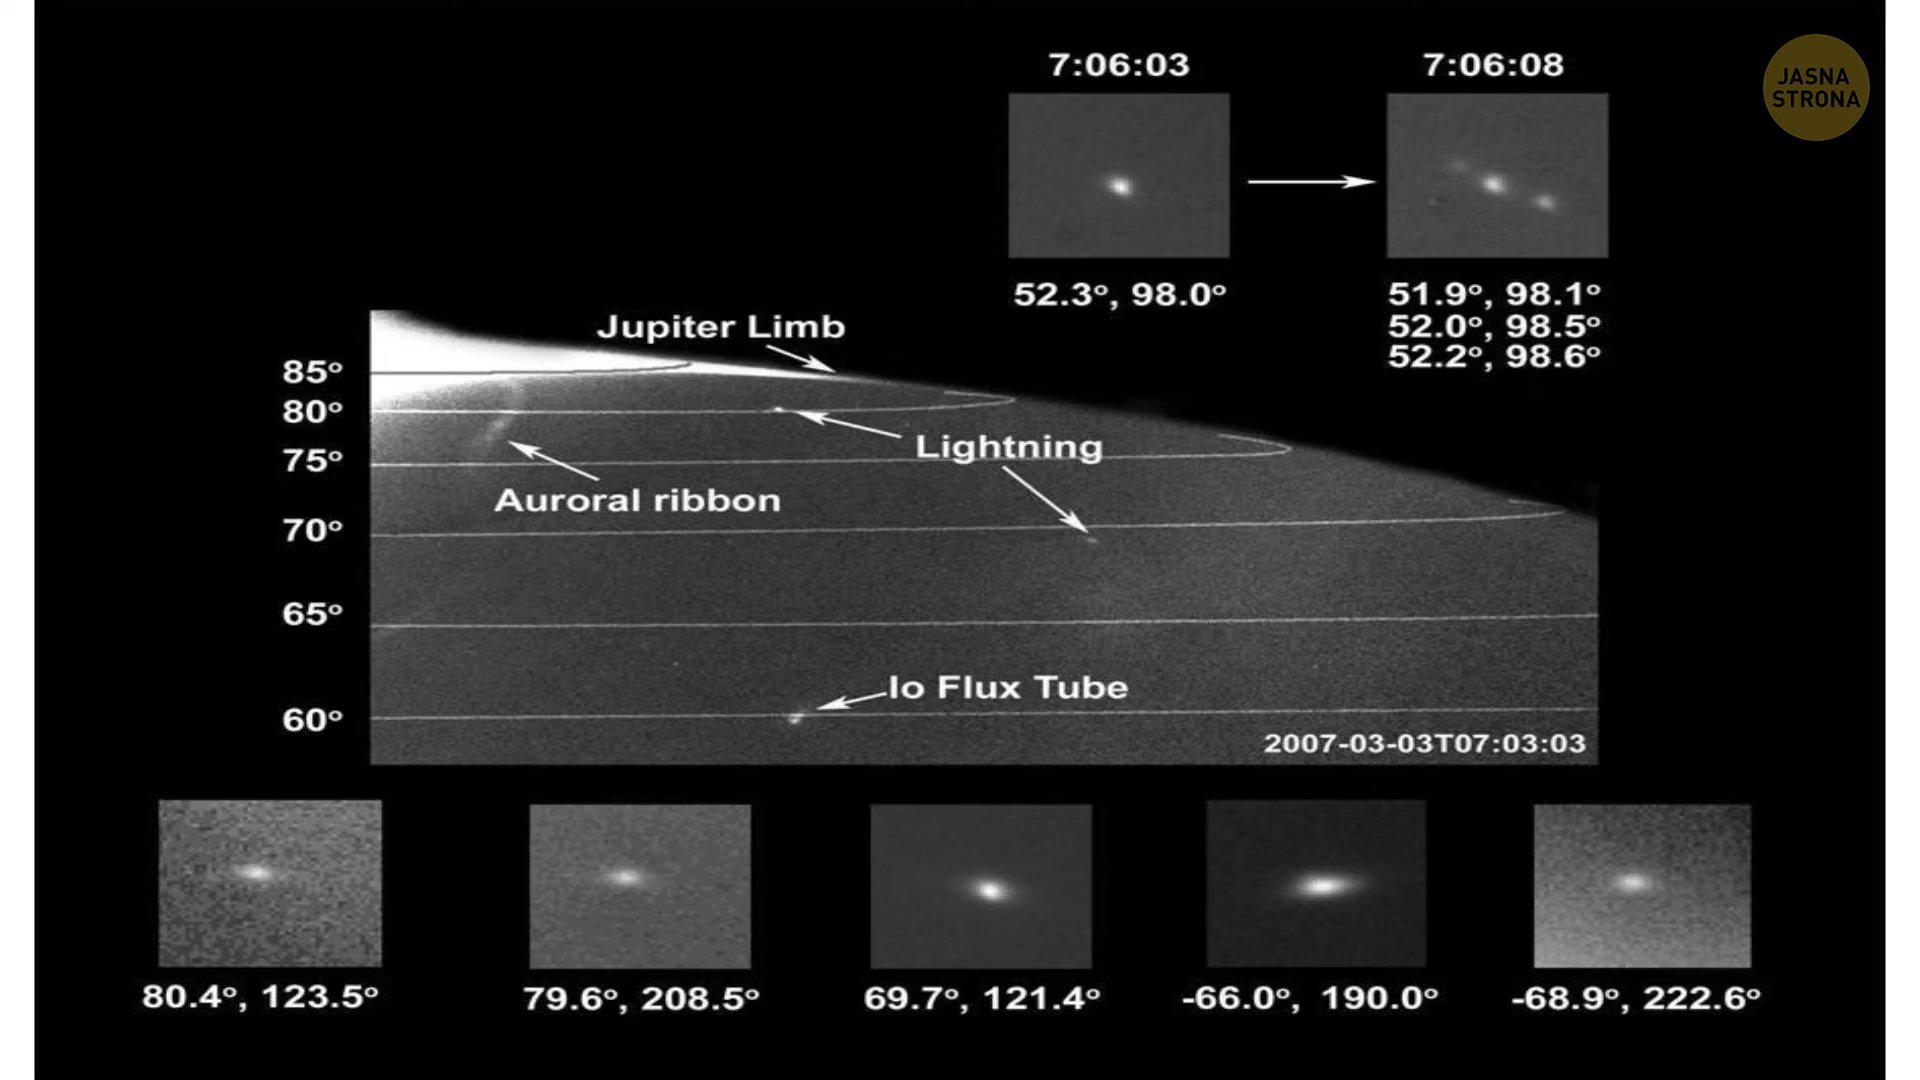 7:06:03
7:06:08
JASNA
STRONA
52.3°, 98.0°
51.9°, 98.1°
52.0°, 98.5°
52.2°, 98.6°
Jupiter Limb
85°
80°
Lightning
75°
Auroral ribbon
70°
65°
Io Flux Tube
60°
2007-03-03T07:03:03
80.4°, 123.5°
79.6°, 208.5°
69.7°, 121.4°
-66.0°, 190.0°
-68.9°, 222.6°